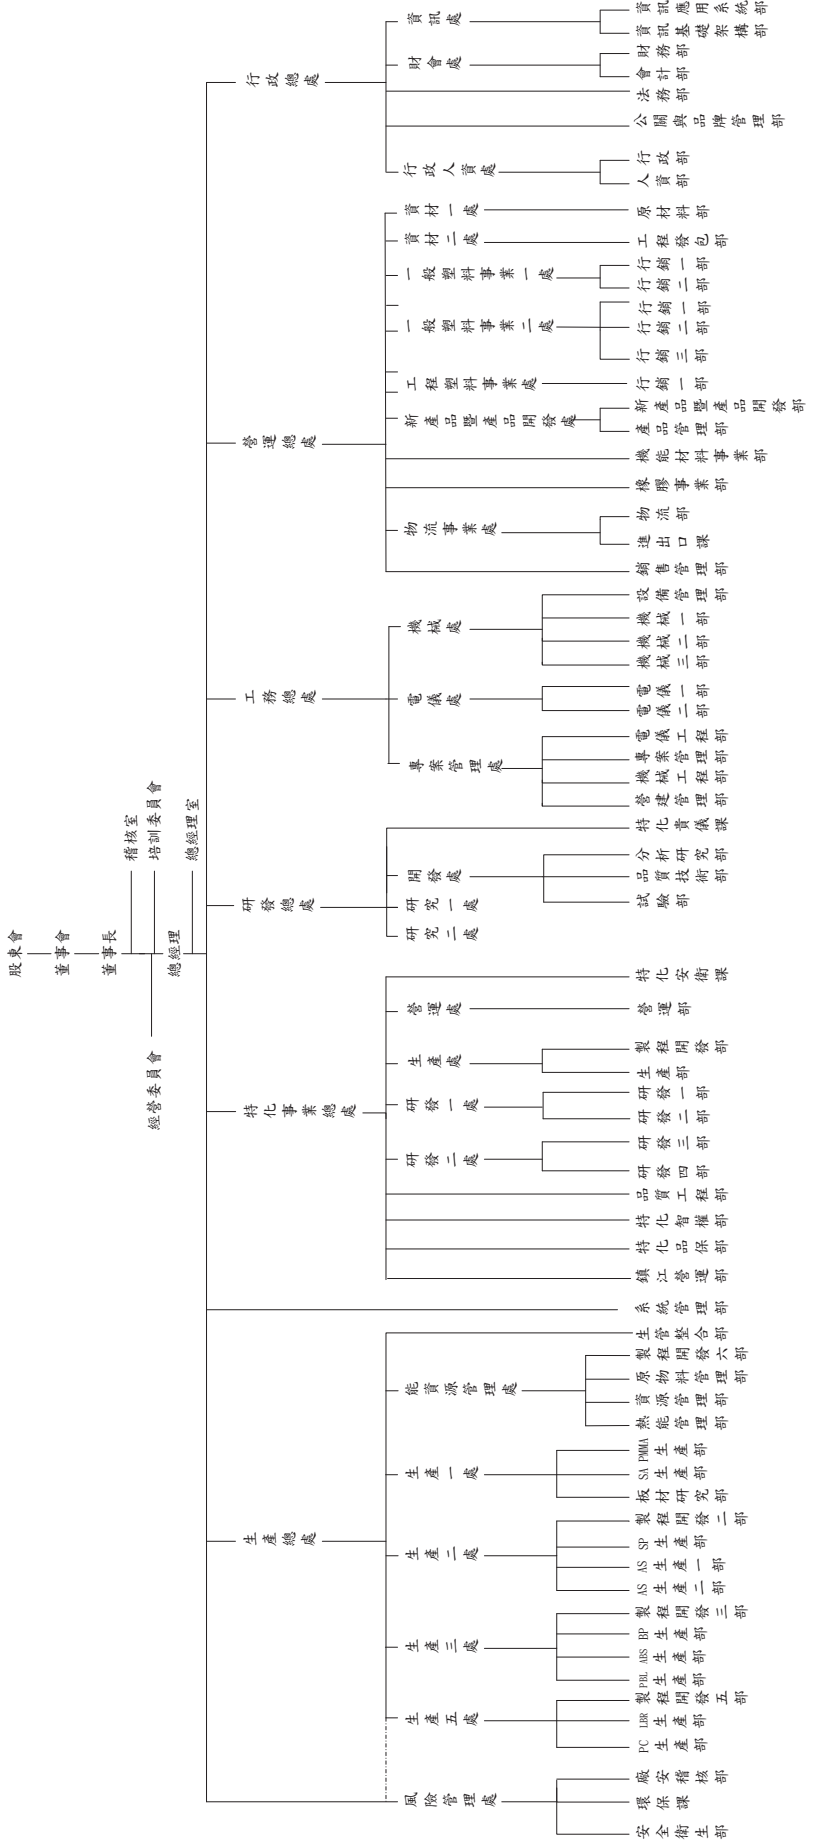 股東會
董事會
董事長
稽核室
培訓委員會
經營委員會
總經理
總經理室
風險管理處
安全衛生部
環保課
廠安稽核部
生產總處
生產五處
PC 生產部
LBR 生產部
製程開發五部
生產三處
PBL 生產部
ABS 生產部
BP 生產部
製程開發三部
生產二處
AS 生產二部
AS 生產一部
SP 生產部
製程開發二部
生產一處
板材研究部
SA 生產部
PMMA 生產部
能資源管理處
熱能管理部
資源管理部
原物料管理部
製程開發六部
生管整合部
系統管理部
特化事業總處
鎮江營運部
特化品保部
特化智權部
品質工程部
研發二處
研發四部
研發三部
研發一處
研發二部
研發一部
生產處
生產部
製程開發部
營運處
營運部
特化安衛課
研發總處
研究二處
研究一處
開發處
試驗部
品質技術部
分析研究部
特化貴儀課
工務總處
專案管理處
營建管理部
機械工程部
專案管理部
電儀工程部
電儀處
電儀二部
電儀一部
機械處
機械三部
機械二部
機械一部
設備管理部
營運總處
銷售管理部
物流事業處
進出口課
物流部
橡膠事業部
機能材料事業部
新產品暨產品開發處
產品管理部
新產品暨產品開發部
工程塑料事業處
行銷一部
一般塑料事業二處
行銷三部
行銷二部
行銷一部
一般塑料事業一處
行銷二部
行銷一部
資材二處
工程發包部
資材一處
原材料部
行政總處
行政人資處
人資部
行政部
公關與品牌管理部
法務部
財會處
會計部
財務部
資訊處
資訊基礎架構部
資訊應用系統部